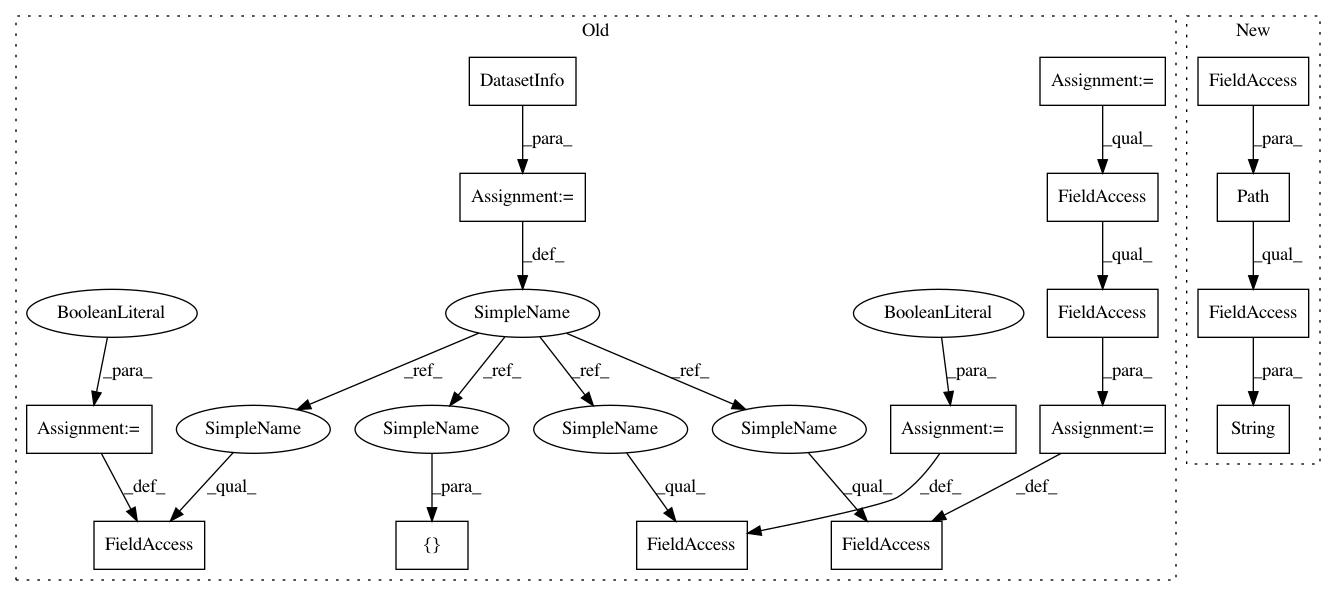 Old
New
DatasetInfo
Assignment:=
FieldAccess
_para_
_qual_
_para_
Assignment:=
FieldAccess
Path
_def_
_qual_
_qual_
BooleanLiteral
SimpleName
BooleanLiteral
FieldAccess
FieldAccess
_para_
_ref_
_ref_
_ref_
_ref_
_para_
_para_
_para_
Assignment:=
SimpleName
SimpleName
SimpleName
SimpleName
Assignment:=
Assignment:=
String
_def_
_qual_
_para_
_qual_
_qual_
_def_
_def_
FieldAccess
{}
FieldAccess
FieldAccess